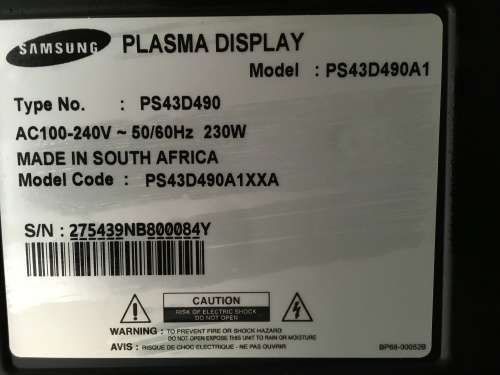 SAMSUNG PLASMA DISPLAY
Model : PS43D490A1
Type No. : PS43D490
AC100-240V ~ 50/60Hz 230W
MADE IN SOUTH AFRICA
Model Code : PS43D490A1XXA
S/N : 275439NB800084Y
CAUTION
RISK OF ELECTRIC SHOCK
DO NOT OPEN
WARNING : TO PREVENT FIRE OR SHOCK HAZARD
DO NOT EXPOSE THIS UNIT TO RAIN OR MOISTURE
AVIS : RISQUE DE CHOC ELECTRIQUE - NE PAS OUVRIR
BP68-00052B